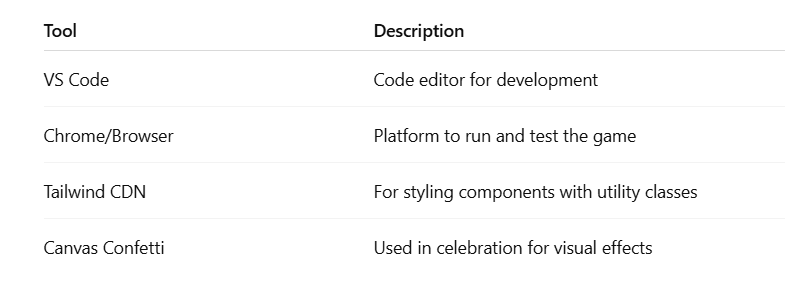 Tool Description
VS Code Code editor for development
Chrome/Browser Platform to run and test the game
Tailwind CDN For styling components with utility classes
Canvas Confetti Used in celebration for visual effects